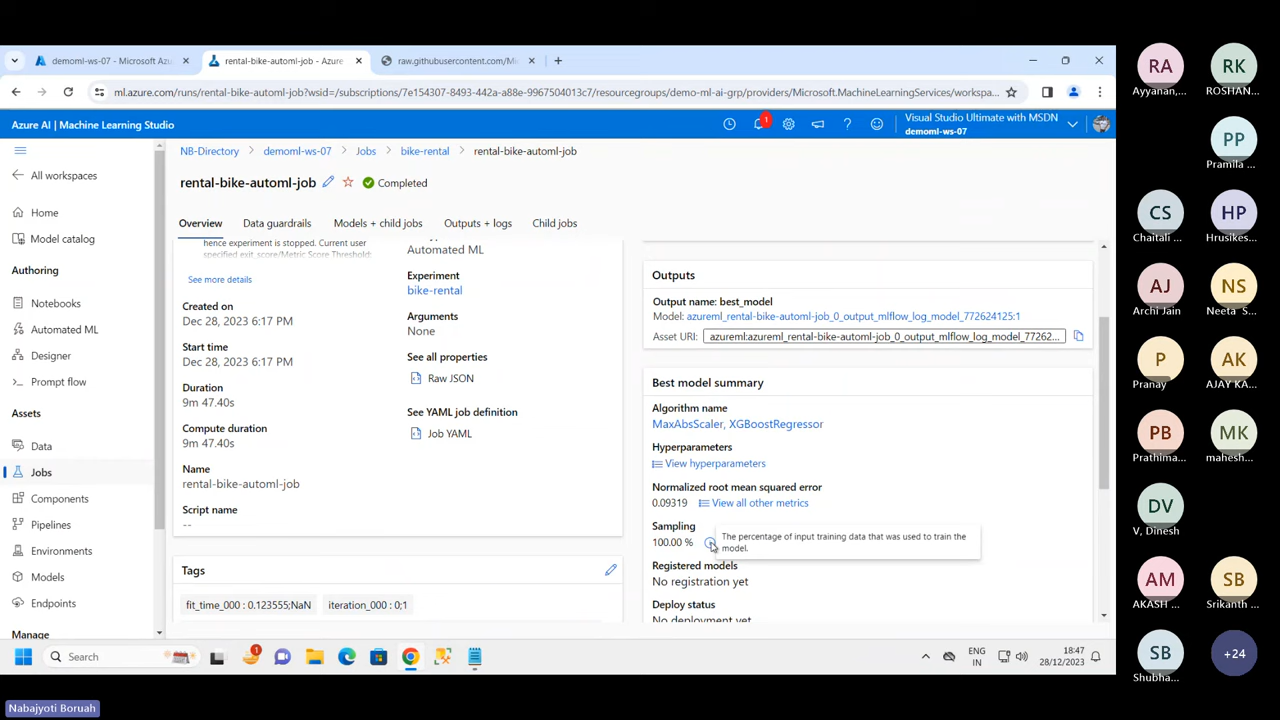 demoml-ws-07 - Microsoft Azu
rental-bike-automl-job - Azure
raw.githubusercontent.com/Mi
ml.azure.com/runs/rental-bike-automl-job?wsid=/subscriptions/7e154307-8493-442a-a88e-9967504013c7/resourcegroups/demo-ml-ai-grp/providers/Microsoft.MachineLearningServices/workspa...
Azure AI | Machine Learning Studio
1
Visual Studio Ultimate with MSDN
demoml-ws-07
All workspaces
Home
Model catalog
Authoring
Notebooks
Automated ML
Designer
Prompt flow
Assets
Data
Jobs
Components
Pipelines
Environments
Models
Endpoints
Manage
NB-Directory
demoml-ws-07
Jobs
bike-rental
rental-bike-automl-job
rental-bike-automl-job
Completed
Overview
Data guardrails
Models + child jobs
Outputs + logs
Child jobs
hence experiment is stopped. Current user
specified exit_score/Metric Score Threshold:
See more details
Created on
Dec 28, 2023 6:17 PM
Start time
Dec 28, 2023 6:17 PM
Duration
9m 47.40s
Compute duration
9m 47.40s
Name
rental-bike-automl-job
Script name
--
Automated ML
Experiment
bike-rental
Arguments
None
See all properties
Raw JSON
See YAML job definition
Job YAML
Tags
fit_time_000 : 0.123555;NaN
iteration_000 : 0;1
Outputs
Output name: best_model
Model: azureml_rental-bike-automl-job_0_output_mlflow_log_model_772624125:1
Asset URI: azureml:azureml_rental-bike-automl-job_0_output_mlflow_log_model_77262...
Best model summary
Algorithm name
MaxAbsScaler, XGBoostRegressor
Hyperparameters
View hyperparameters
Normalized root mean squared error
0.09319 View all other metrics
Sampling
100.00 %
The percentage of input training data that was used to train the
model.
Registered models
No registration yet
Deploy status
No deployment yet
Search
1
ENG
IN
18:47
28/12/2023
RA
Ayyanan,...
RK
ROSHAN...
PP
Pramila ...
CS
Chaitali ...
HP
Hrusikes...
AJ
Archi Jain
NS
Neeta S...
P
Pranay
AK
AJAY KA...
PB
Prathima...
MK
mahesh...
DV
V, Dinesh
AM
AKASH ...
SB
Srikanth ...
SB
Shubha...
+24
Nabajyoti Boruah